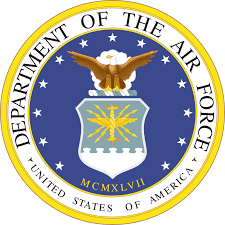 DEPARTMENT OF THE AIR FORCE
MCMXLVII
UNITED STATES OF AMERICA